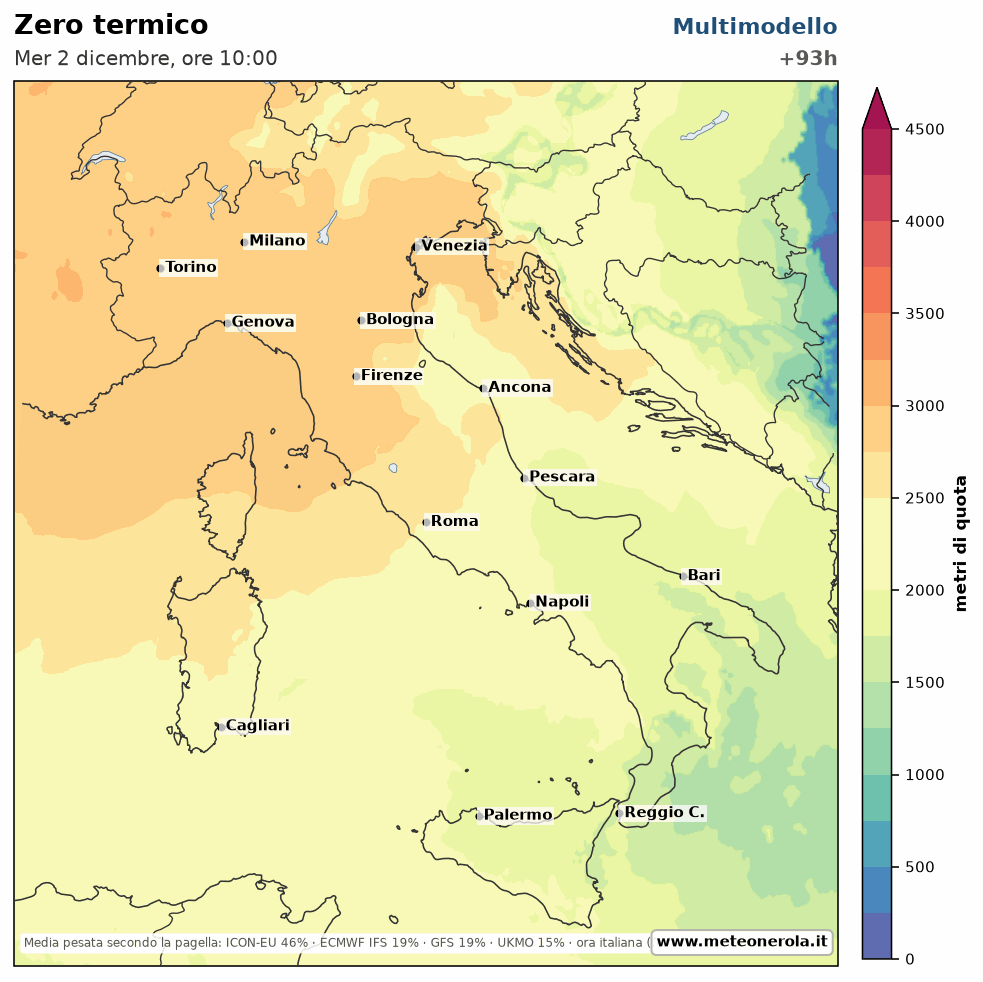 Zero termico
Multimodello
Mer 2 dicembre, ore 10:00
+93h
Milano
Venezia
Torino
Genova
Bologna
Firenze
Ancona
Pescara
Roma
Bari
Napoli
Cagliari
Palermo
Reggio C.
4500
4000
3500
3000
2500
2000
1500
1000
500
0
metri di quota
Media pesata secondo la pagella: ICON-EU 46% · ECMWF IFS 19% · GFS 19% · UKMO 15% · ora italiana (
www.meteonerola.it